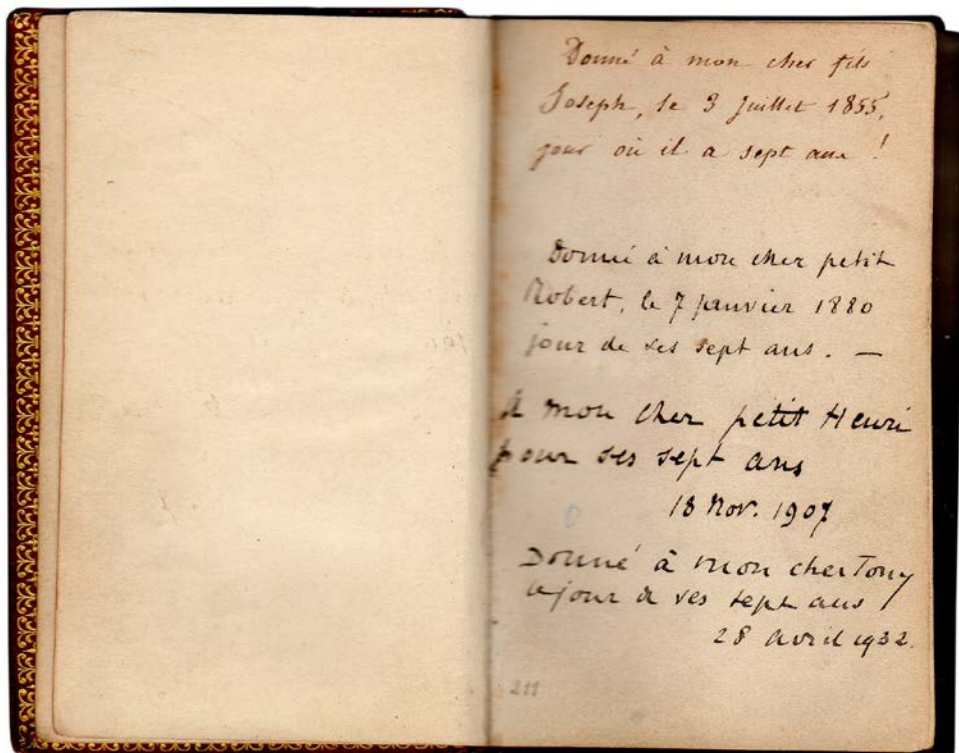 Donné à mon cher fils
Joseph, le 3 Juillet 1855,
jour où il a sept ans !
Donné à mon cher petit
Robert, le 7 janvier 1880
jour de ses sept ans. —
A mon cher petit Henri
pour ses sept ans
18 Nov. 1907
Donné à mon cher Tony
le jour de ses sept ans
28 avril 1932.
211